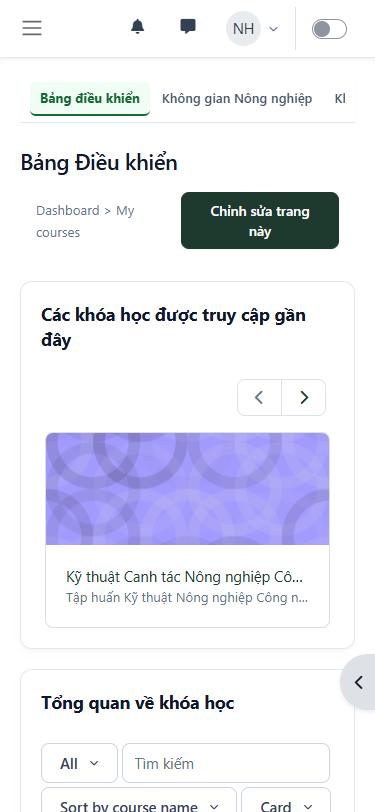 NH
Bảng điều khiển Không gian Nông nghiệp Kl
Bảng Điều khiển
Dashboard > My
courses
Chỉnh sửa trang
này
Các khóa học được truy cập gần
đây
Kỹ thuật Canh tác Nông nghiệp Cô...
Tập huấn Kỹ thuật Nông nghiệp Công n...
Tổng quan về khóa học
All Tìm kiếm
Sort by course name Card